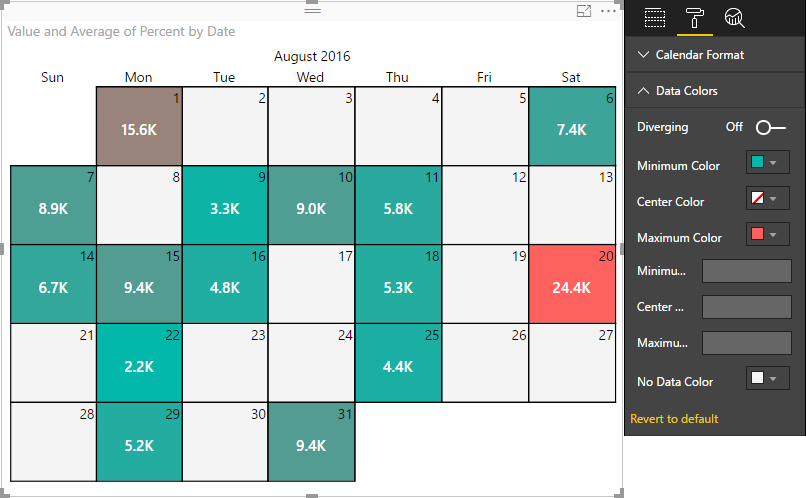 Value and Average of Percent by Date
August 2016
Sun Mon Tue Wed Thu Fri Sat
1 2 3 4 5 6
15.6K 7.4K
7 8 9 10 11 12 13
8.9K 3.3K 9.0K 5.8K
14 15 16 17 18 19 20
6.7K 9.4K 4.8K 5.3K 24.4K
21 22 23 24 25 26 27
2.2K 4.4K
28 29 30 31
5.2K 9.4K
Calendar Format
Data Colors
Diverging Off
Minimum Color
Center Color
Maximum Color
Minimu...
Center ...
Maximu...
No Data Color
Revert to default